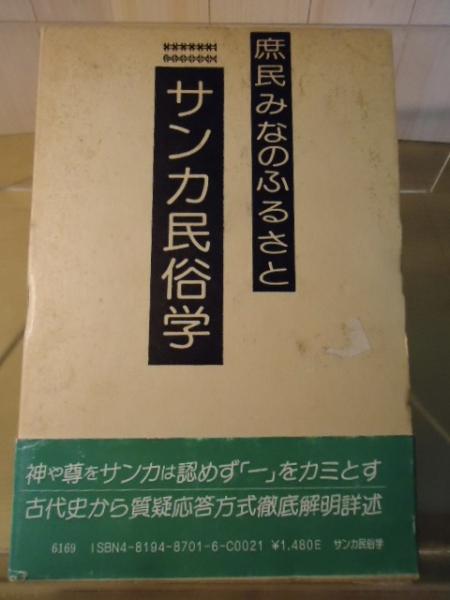 庶民みなのふるさと
サンカ民俗学
神や尊をサンカは認めず「一」をカミとす
古代史から質疑応答方式徹底解明詳述
6169 ISBN4-8194-8701-6-C0021 ¥1,480E サンカ民俗学